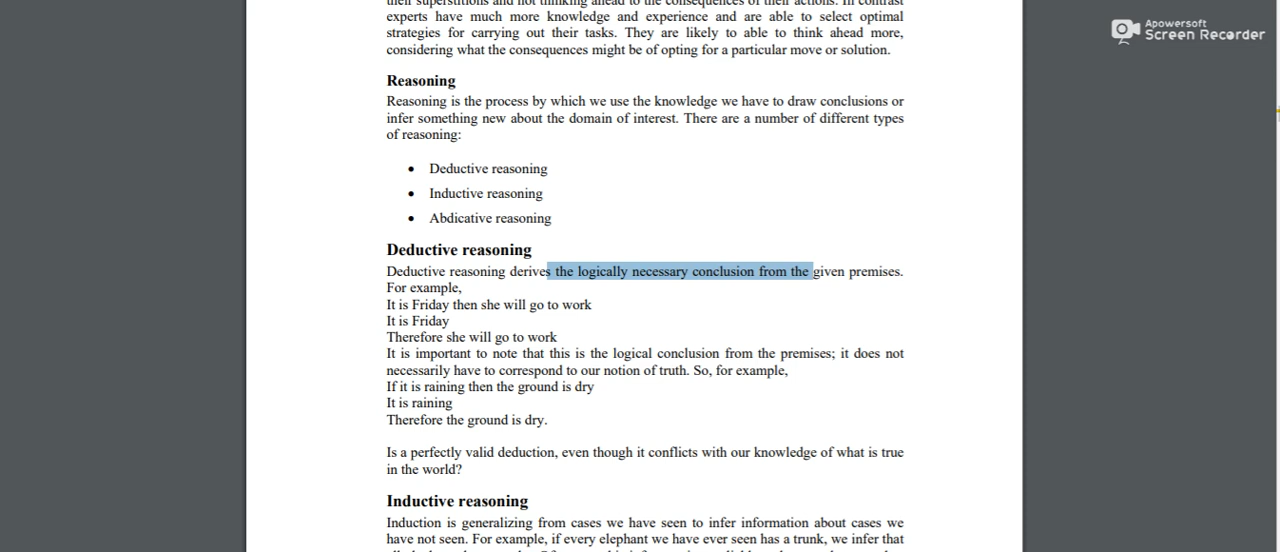 their superstitions and not thinking ahead to the consequences of their actions. In contrast
experts have much more knowledge and experience and are able to select optimal
strategies for carrying out their tasks. They are likely to able to think ahead more,
considering what the consequences might be of opting for a particular move or solution.
Apowersoft
Screen Recorder
Reasoning
Reasoning is the process by which we use the knowledge we have to draw conclusions or
infer something new about the domain of interest. There are a number of different types
of reasoning:
• Deductive reasoning
• Inductive reasoning
• Abdicative reasoning
Deductive reasoning
Deductive reasoning derives the logically necessary conclusion from the given premises.
For example,
It is Friday then she will go to work
It is Friday
Therefore she will go to work
It is important to note that this is the logical conclusion from the premises; it does not
necessarily have to correspond to our notion of truth. So, for example,
If it is raining then the ground is dry
It is raining
Therefore the ground is dry.
Is a perfectly valid deduction, even though it conflicts with our knowledge of what is true
in the world?
Inductive reasoning
Induction is generalizing from cases we have seen to infer information about cases we
have not seen. For example, if every elephant we have ever seen has a trunk, we infer that